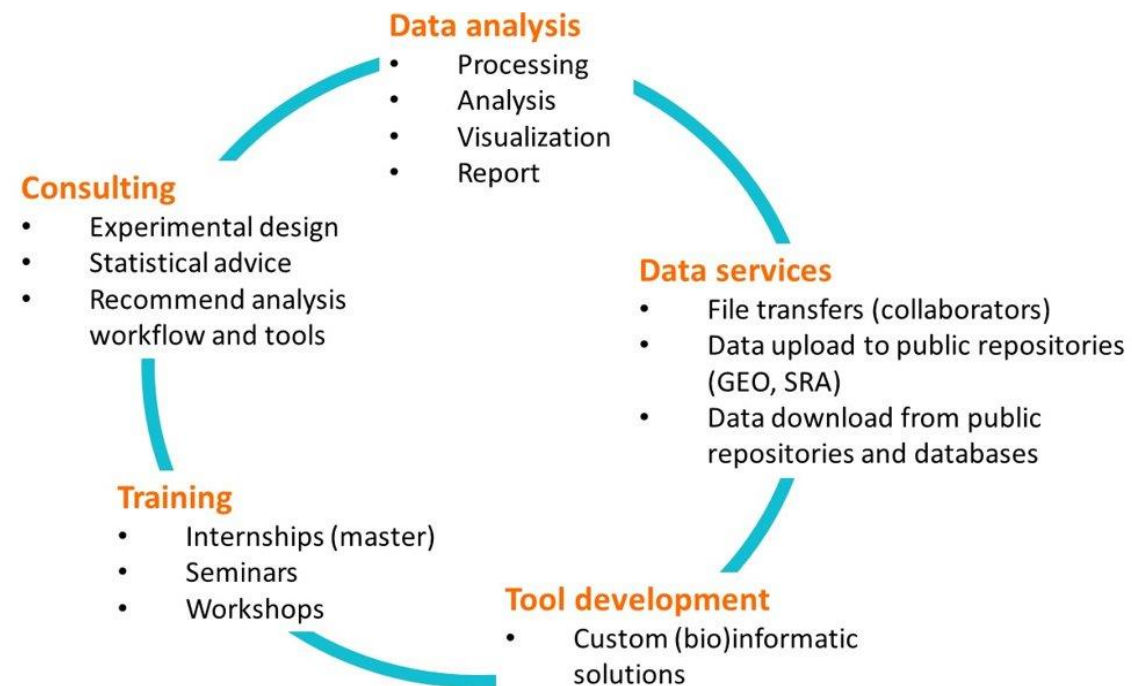 Data analysis
• Processing
• Analysis
• Visualization
• Report
Consulting
• Experimental design
• Statistical advice
• Recommend analysis
workflow and tools
Data services
• File transfers (collaborators)
• Data upload to public repositories
(GEO, SRA)
• Data download from public
repositories and databases
Training
• Internships (master)
• Seminars
• Workshops
Tool development
• Custom (bio)informatic
solutions